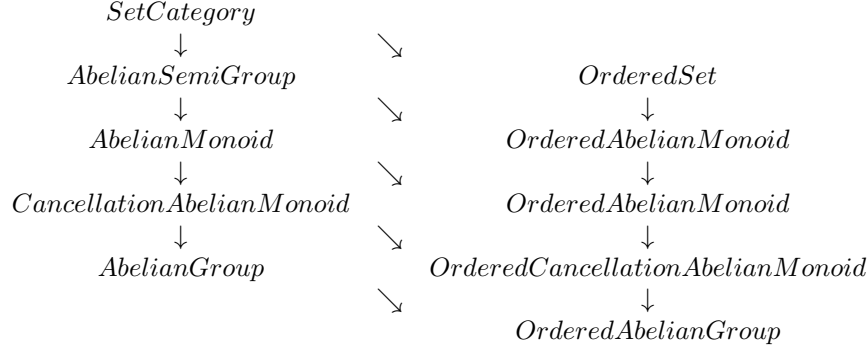 SetCategory
↓ ↘
AbelianSemiGroup OrderedSet
↓ ↘ ↓
AbelianMonoid OrderedAbelianMonoid
↓ ↘ ↓
CancellationAbelianMonoid OrderedAbelianMonoid
↓ ↘ ↓
AbelianGroup OrderedCancellationAbelianMonoid
↘ ↓
OrderedAbelianGroup